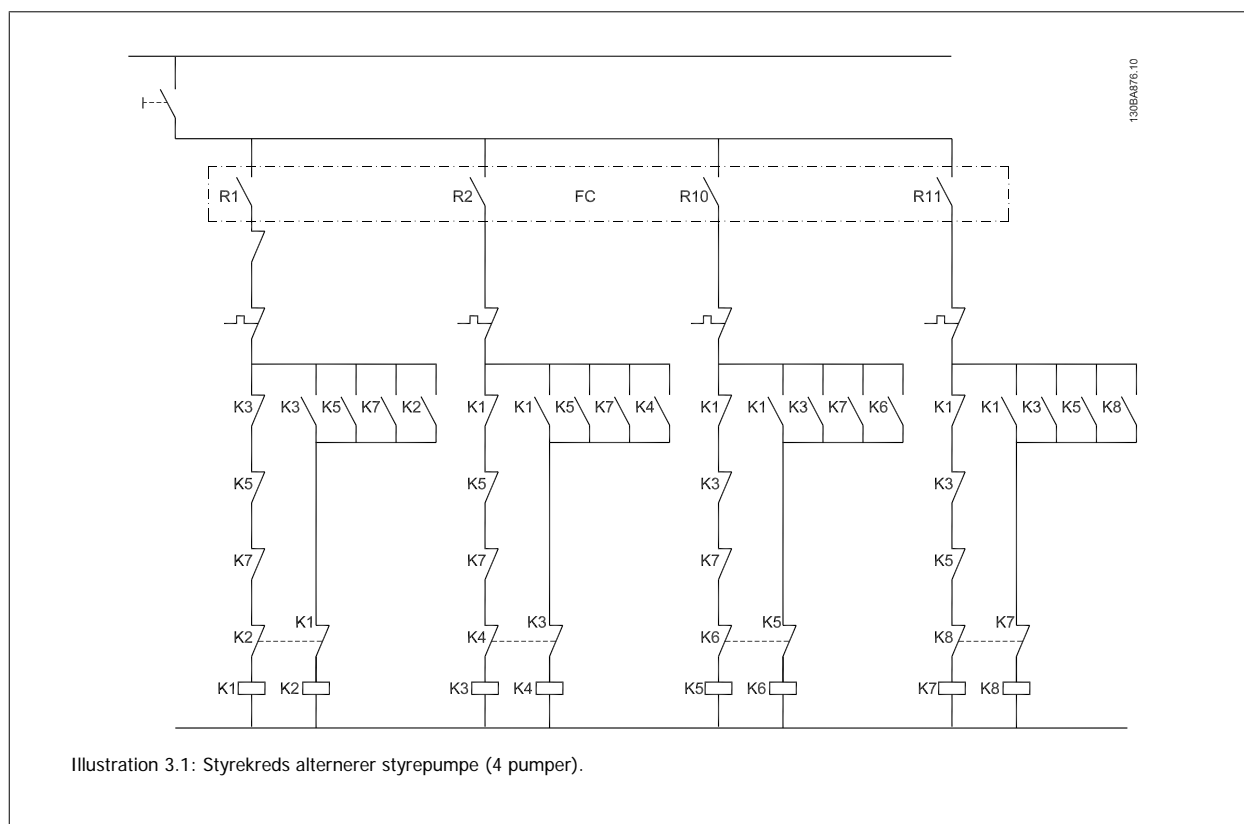 130BA876.10
R1 R2 FC R10 R11
K3 K3 K5 K7 K2 K1 K1 K5 K7 K4 K1 K1 K3 K7 K6 K1 K1 K3 K5 K8
K5 K5 K3 K3
K7 K7 K7 K5
K2 K1 K4 K3 K6 K5 K8 K7
K1 K2 K3 K4 K5 K6 K7 K8
Illustration 3.1: Styrekreds alternerer styrepumpe (4 pumper).